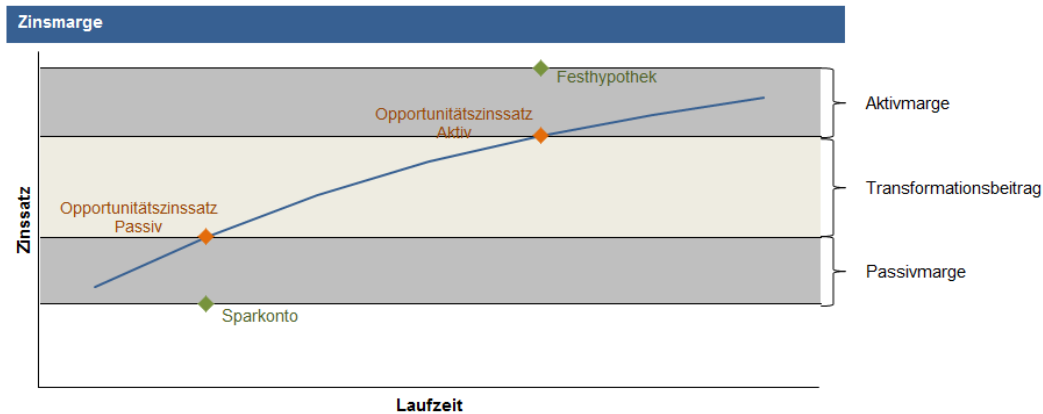 Zinsmarge
Festhypothek
Aktivmarge
Opportunitätszinssatz
Aktiv
Transformationsbeitrag
Opportunitätszinssatz
Passiv
Zinssatz
Passivmarge
Sparkonto
Laufzeit